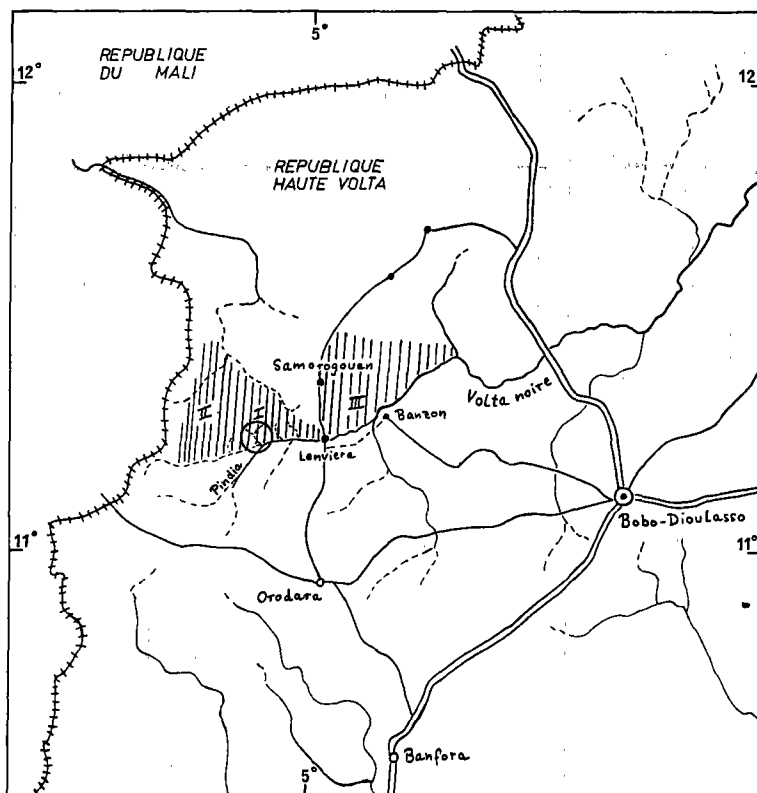 5°
12°
12
REPUBLIQUE
DU MALI
REPUBLIQUE
HAUTE VOLTA
Samorogouan
II
I
III
Banzon
Volta noire
Lanviera
Pindia
Bobo-Dioulasso
11°
11°
Orodara
Banfora
5°